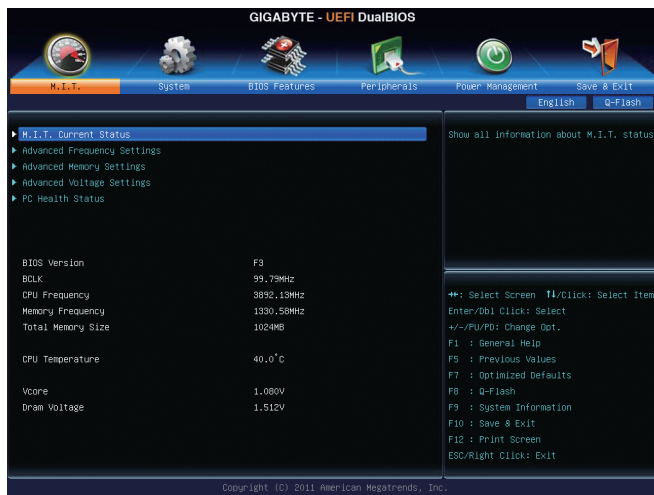 GIGABYTE - UEFI DualBIOS
M.I.T. System BIOS Features Peripherals Power Management Save & Exit
English Q-Flash
M.I.T. Current Status
Advanced Frequency Settings
Advanced Memory Settings
Advanced Voltage Settings
PC Health Status
BIOS Version F3
BCLK 99.79MHz
CPU Frequency 3892.13MHz
Memory Frequency 1330.58MHz
Total Memory Size 1024MB
CPU Temperature 40.0°C
Vcore 1.080V
Dram Voltage 1.512V
Show all information about M.I.T. status
→←: Select Screen ↑↓/Click: Select Item
Enter/Dbl Click: Select
+/-/PU/PD: Change Opt.
F1 : General Help
F5 : Previous Values
F7 : Optimized Defaults
F8 : Q-Flash
F9 : System Information
F10 : Save & Exit
F12 : Print Screen
ESC/Right Click: Exit
Copyright (C) 2011 American Megatrends, Inc.